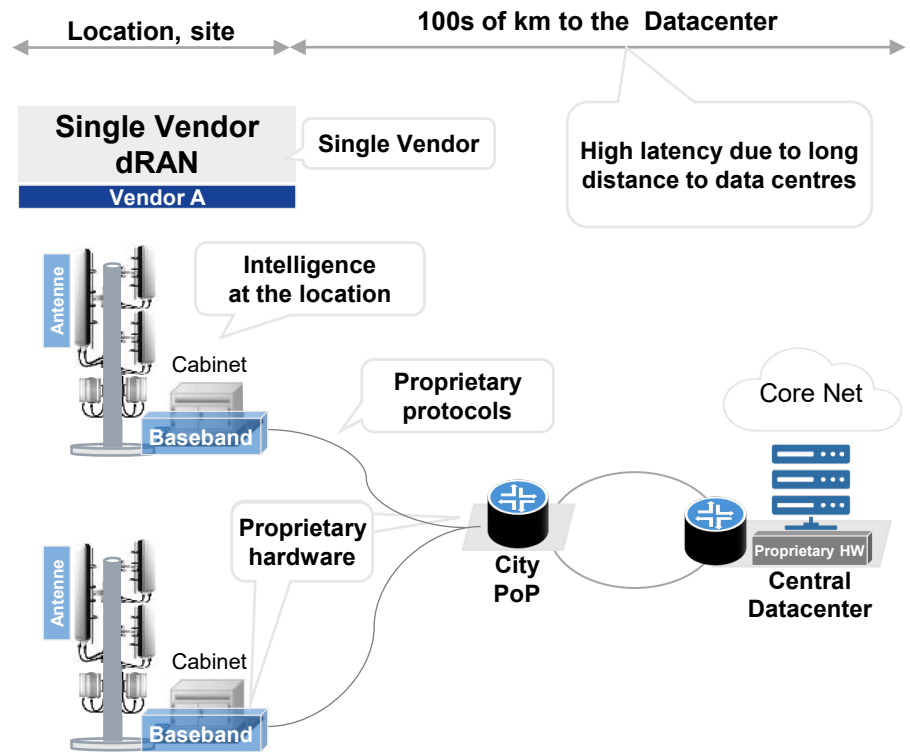 Location, site
100s of km to the  Datacenter
Single Vendor
dRAN
Vendor A
Single Vendor
High latency due to long
distance to data centres
Antenne
Intelligence
at the location
Cabinet
Baseband
Proprietary
protocols
Core Net
Proprietary
hardware
City
PoP
Proprietary HW
Central
Datacenter
Antenne
Cabinet
Baseband